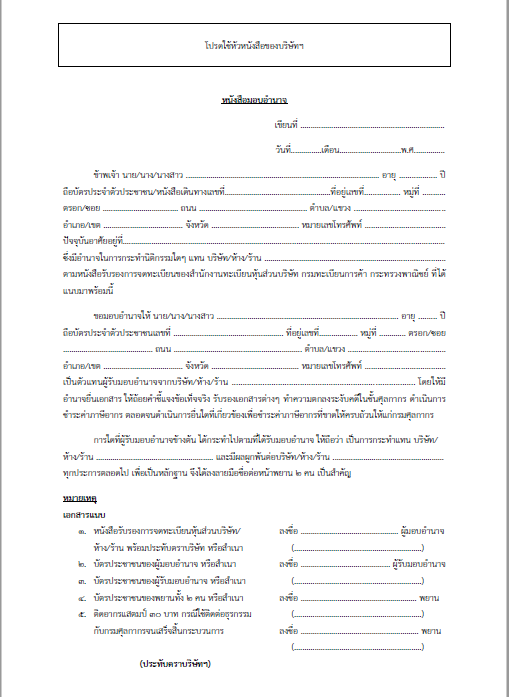 โปรดใช้หัวหนังสือของบริษัทฯ
หนังสือมอบอำนาจ
เขียนที่ ................................................................
วันที่..............เดือน............................พ.ศ..............
ข้าพเจ้า นาย/นาง/นางสาว ........................................................................................ อายุ ................. ปี
ถือบัตรประจำตัวประชาชน/หนังสือเดินทางเลขที่................................................ที่อยู่เลขที่................ หมู่ที่ ..........
ตรอก/ซอย .................................. ถนน ................................................ ตำบล/แขวง ..........................................
อำเภอ/เขต .................................... จังหวัด ........................................ หมายเลขโทรศัพท์ ....................................
ปัจจุบันอาศัยอยู่ที่..................................................................................................................................................
ซึ่งมีอำนาจในการกระทำนิติกรรมใดๆ แทน บริษัท/ห้าง/ร้าน ..................................................................................
ตามหนังสือรับรองการจดทะเบียนของสำนักงานทะเบียนหุ้นส่วนบริษัท กรมทะเบียนการค้า กระทรวงพาณิชย์ ที่ได้
แนบมาพร้อมนี้
ขอมอบอำนาจให้ นาย/นาง/นางสาว .................................................................................. อายุ ......... ปี
ถือบัตรประจำตัวประชาชนเลขที่ .................................................. ที่อยู่เลขที่................. หมู่ที่ ............ ตรอก/ซอย
........................................ ถนน .......................................................... ตำบล/แขวง ............................................
อำเภอ/เขต .................................... จังหวัด ........................................ หมายเลขโทรศัพท์ ....................................
เป็นตัวแทนผู้รับมอบอำนาจจากบริษัท/ห้าง/ร้าน .................................................................................... โดยให้มี
อำนาจยื่นเอกสาร ให้ถ้อยคำชี้แจงข้อเท็จจริง รับรองเอกสารต่างๆ ทำความตกลงระงับคดีในชั้นศุลกากร ดำเนินการ
ชำระค่าภาษีอากร ตลอดจนดำเนินการอื่นใดที่เกี่ยวข้องเพื่อชำระค่าภาษีอากรที่ขาดให้ครบถ้วนให้แก่กรมศุลกากร
การใดที่ผู้รับมอบอำนาจข้างต้น ได้กระทำไปตามที่ได้รับมอบอำนาจ ให้ถือว่า เป็นการกระทำแทน บริษัท/
ห้าง/ร้าน ...................................................... และมีผลผูกพันต่อบริษัท/ห้าง/ร้าน ..................................................
ทุกประการตลอดไป เพื่อเป็นหลักฐาน จึงได้ลงลายมือชื่อต่อหน้าพยาน ๒ คน เป็นสำคัญ
หมายเหตุ
เอกสารแนบ
๑. หนังสือรับรองการจดทะเบียนหุ้นส่วนบริษัท/ ลงชื่อ ............................................ ผู้มอบอำนาจ
ห้าง/ร้าน พร้อมประทับตราบริษัท หรือสำเนา (..........................................................)
๒. บัตรประชาชนของผู้มอบอำนาจ หรือสำเนา ลงชื่อ ........................................ ผู้รับมอบอำนาจ
๓. บัตรประชาชนของผู้รับมอบอำนาจ หรือสำเนา (..........................................................)
๔. บัตรประชาชนของพยานทั้ง ๒ คน หรือสำเนา ลงชื่อ .................................................... พยาน
๕. ติดอากรแสตมป์ ๓๐ บาท กรณีใช้ติดต่อธุรกรรม (..........................................................)
กับกรมศุลกากรจนเสร็จสิ้นกระบวนการ ลงชื่อ ..................................................... พยาน
(..........................................................)
(ประทับตราบริษัทฯ)